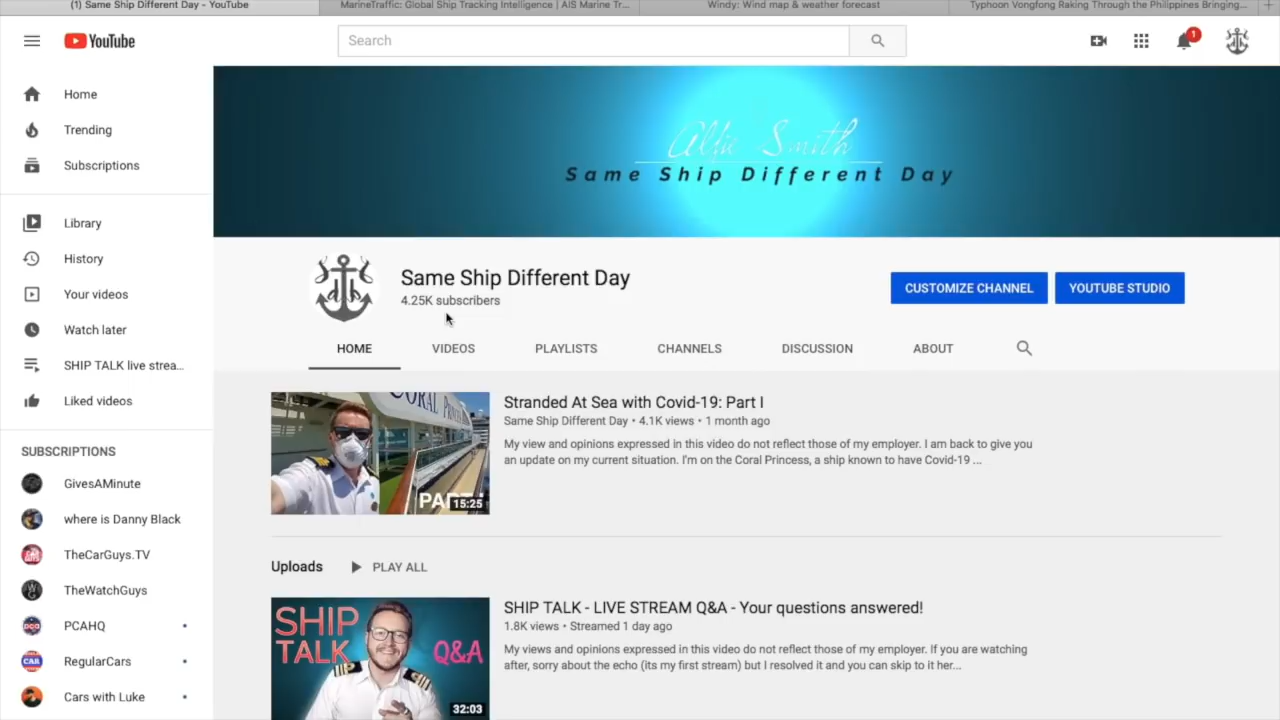 (1) Same Ship Different Day - YouTube
MarineTraffic: Global Ship Tracking Intelligence | AIS Marine Tr...
Windy: Wind map & weather forecast
Typhoon Vongfong Raking Through the Philippines Bringing...
YouTube
Search
1
Home
Trending
Subscriptions
Library
History
Your videos
Watch later
SHIP TALK live strea...
Liked videos
SUBSCRIPTIONS
GivesAMinute
where is Danny Black
TheCarGuys.TV
TheWatchGuys
PCAHQ
RegularCars
Cars with Luke
Alfie Smith
Same Ship Different Day
Same Ship Different Day
4.25K subscribers
CUSTOMIZE CHANNEL
YOUTUBE STUDIO
HOME
VIDEOS
PLAYLISTS
CHANNELS
DISCUSSION
ABOUT
CORAL PRINCE
PART I
15:25
Stranded At Sea with Covid-19: Part I
Same Ship Different Day • 4.1K views • 1 month ago
My view and opinions expressed in this video do not reflect those of my employer. I am back to give you
an update on my current situation. I'm on the Coral Princess, a ship known to have Covid-19 ...
Uploads
PLAY ALL
SHIP
TALK
Q&A
32:03
SHIP TALK - LIVE STREAM Q&A - Your questions answered!
1.8K views • Streamed 1 day ago
My views and opinions expressed in this video do not reflect those of my employer. If you are watching
after, sorry about the echo (its my first stream) but I resolved it and you can skip to it her...